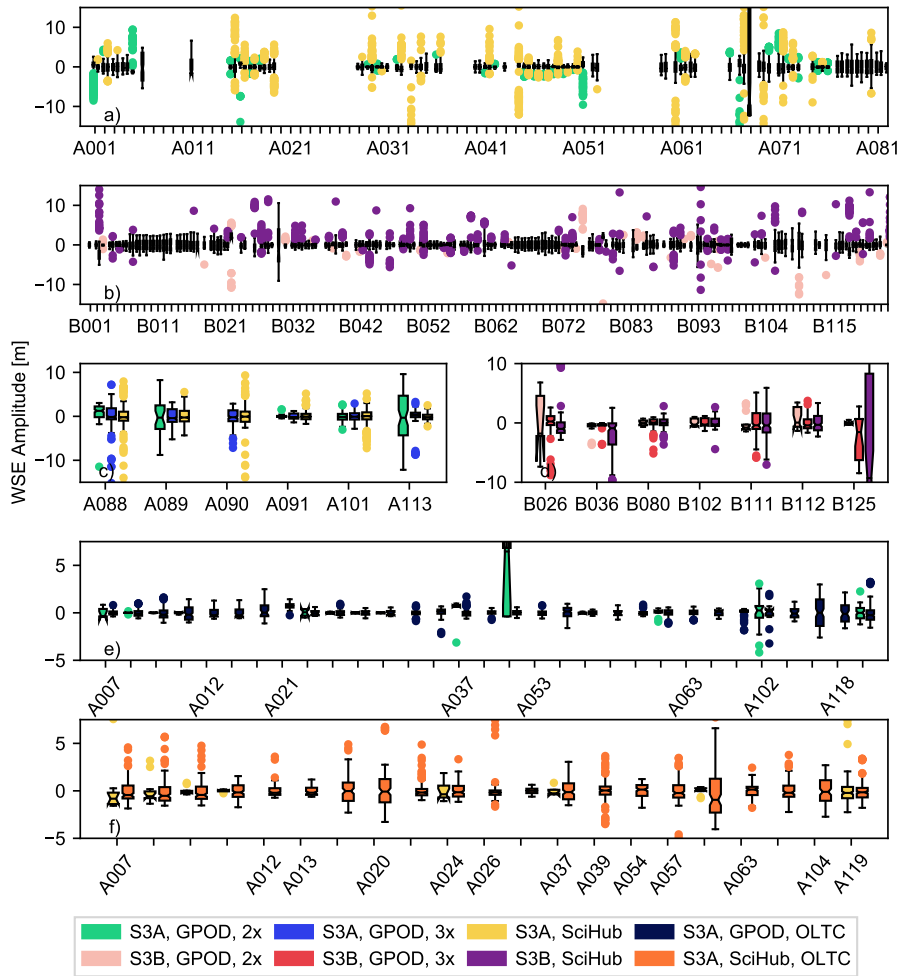 10
0
−10
a)
A001 A011 A021 A031 A041 A051 A061 A071 A081
10
0
−10
b)
B001 B011 B021 B032 B042 B052 B062 B072 B083 B093 B104 B115
WSE Amplitude [m]
10
0
−10
c)
A088 A089 A090 A091 A101 A113
10
0
−10
B026 B036 B080 B102 B111 B112 B125
5
0
−5
e)
A007 A012 A021 A037 A053 A063 A102 A118
5
0
−5
f)
A007 A012 A013 A020 A024 A026 A037 A039 A054 A057 A063 A104 A119
S3A, GPOD, 2x S3A, GPOD, 3x S3A, SciHub S3A, GPOD, OLTC
S3B, GPOD, 2x S3B, GPOD, 3x S3B, SciHub S3A, SciHub, OLTC